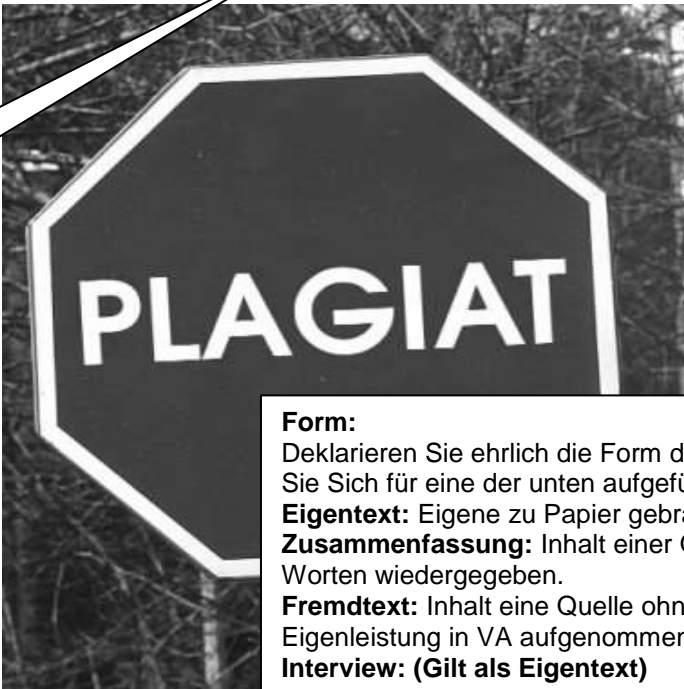 PLAGIAT
Form:
Deklarieren Sie ehrlich die Form
Sie Sich für eine der unten
Eigentext: Eigene zu Papier
Zusammenfassung: Inhalt einer
Worten wiedergegeben.
Fremdtext: Inhalt eine Quelle
Eigenleistung in VA
Interview: (Gilt als Eigentext)